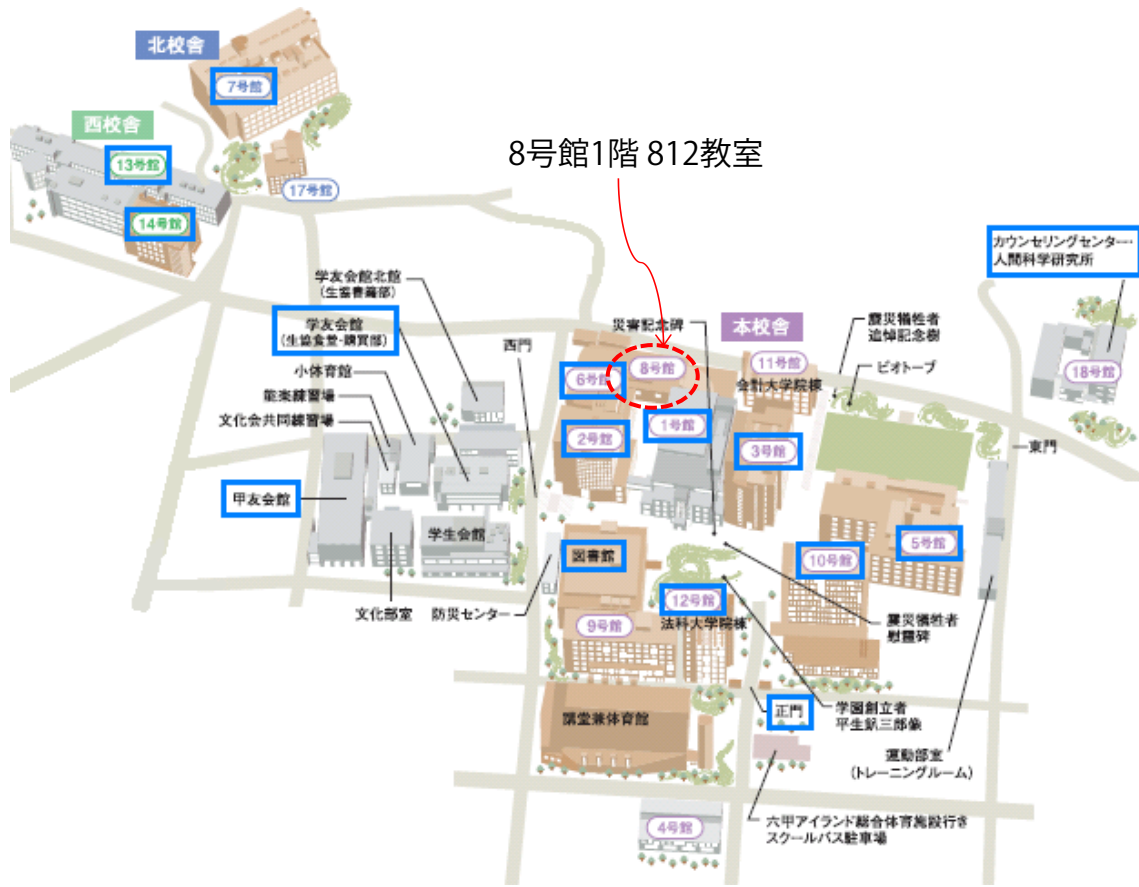 北校舎
7号館
西校舎
13号館
14号館
17号館
8号館1階 812教室
カウンセリングセンター・
人間科学研究所
18号館
学友会館北館
(生協書籍部)
学友会館
(生協食堂・購買部)
小体育館
能楽練習場
文化会共同練習場
甲友会館
学生会館
文化部室
防災センター
西門
災害記念碑
本校舎
震災犠牲者
追悼記念樹
ビオトープ
11号館
会計大学院棟
6号館
8号館
2号館
1号館
3号館
東門
図書館
10号館
5号館
12号館
法科大学院棟
9号館
震災犠牲者
慰霊碑
講堂兼体育館
正門
学園創立者
平生釟三郎像
運動部室
(トレーニングルーム)
4号館
六甲アイランド総合体育施設行き
スクールバス駐車場